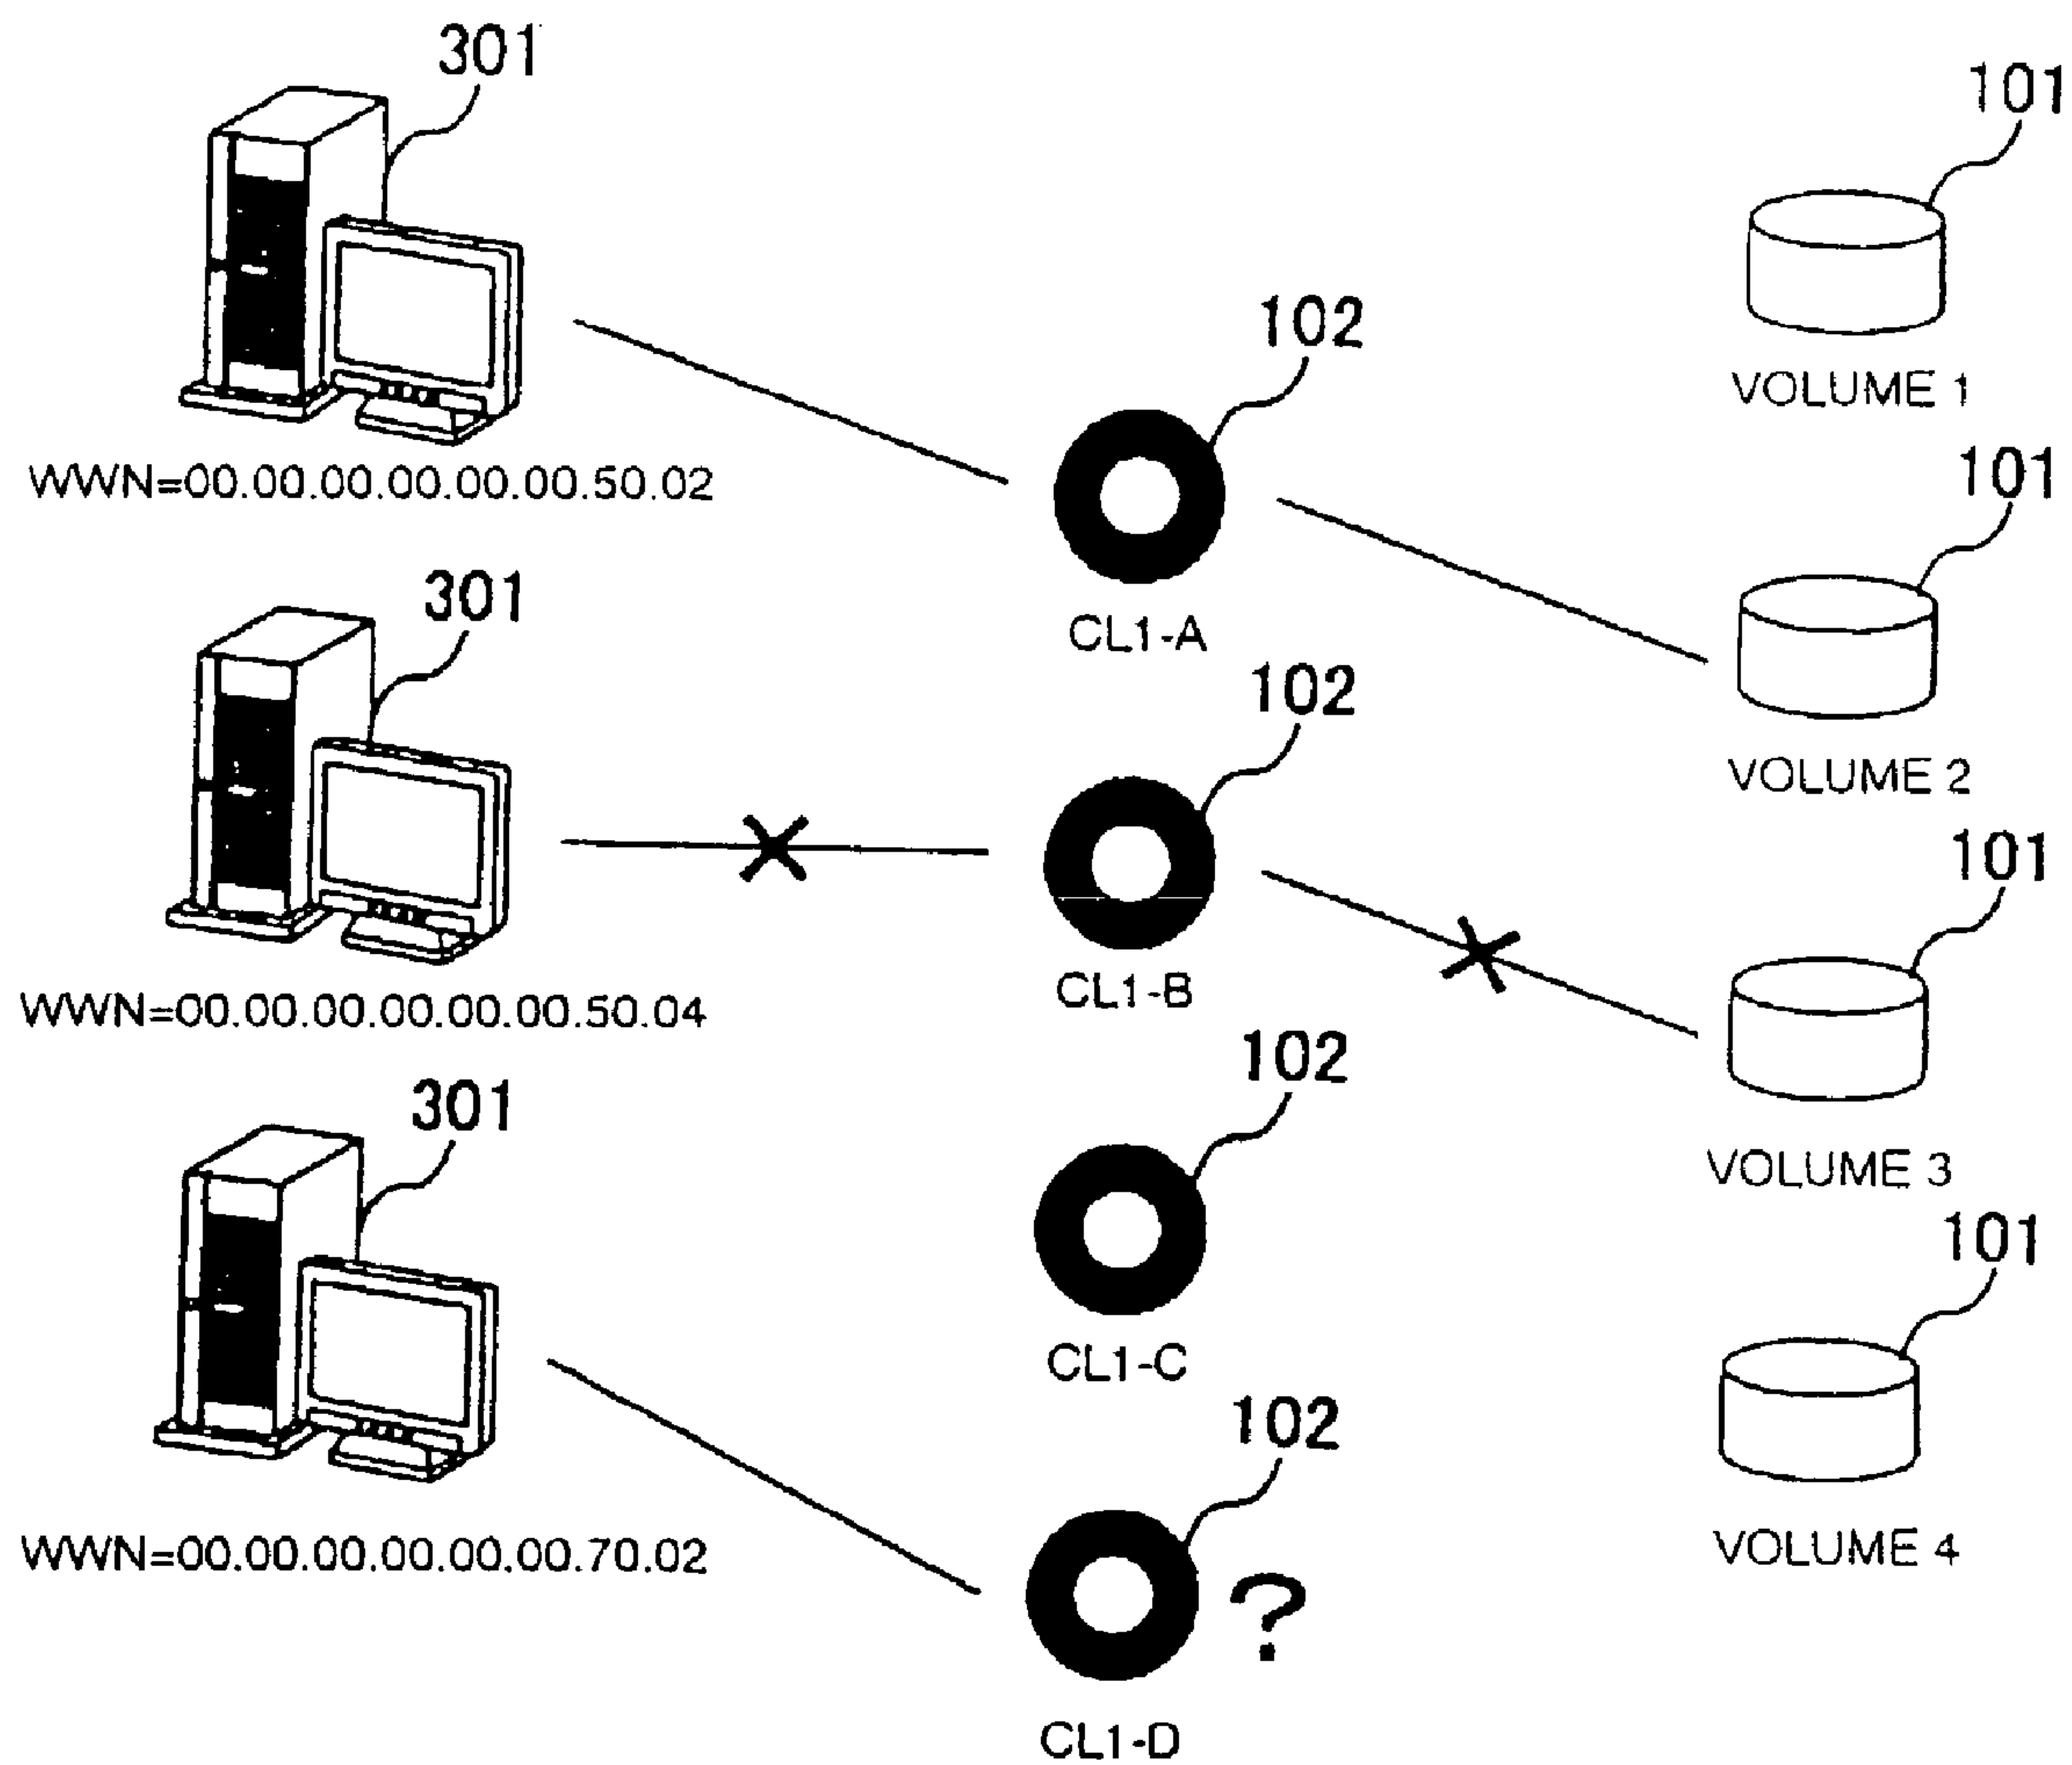 301
101
102
VOLUME 1
WWN=00.00.00.00.00.00.50.02
101
301
CL1-A
102
VOLUME 2
101
CL1-B
WWN=00.00.00.00.00.00.50.04
102
301
VOLUME 3
101
CL1-C
102
WWN=00.00.00.00.00.00.70.02
VOLUME 4
?
CL1-D